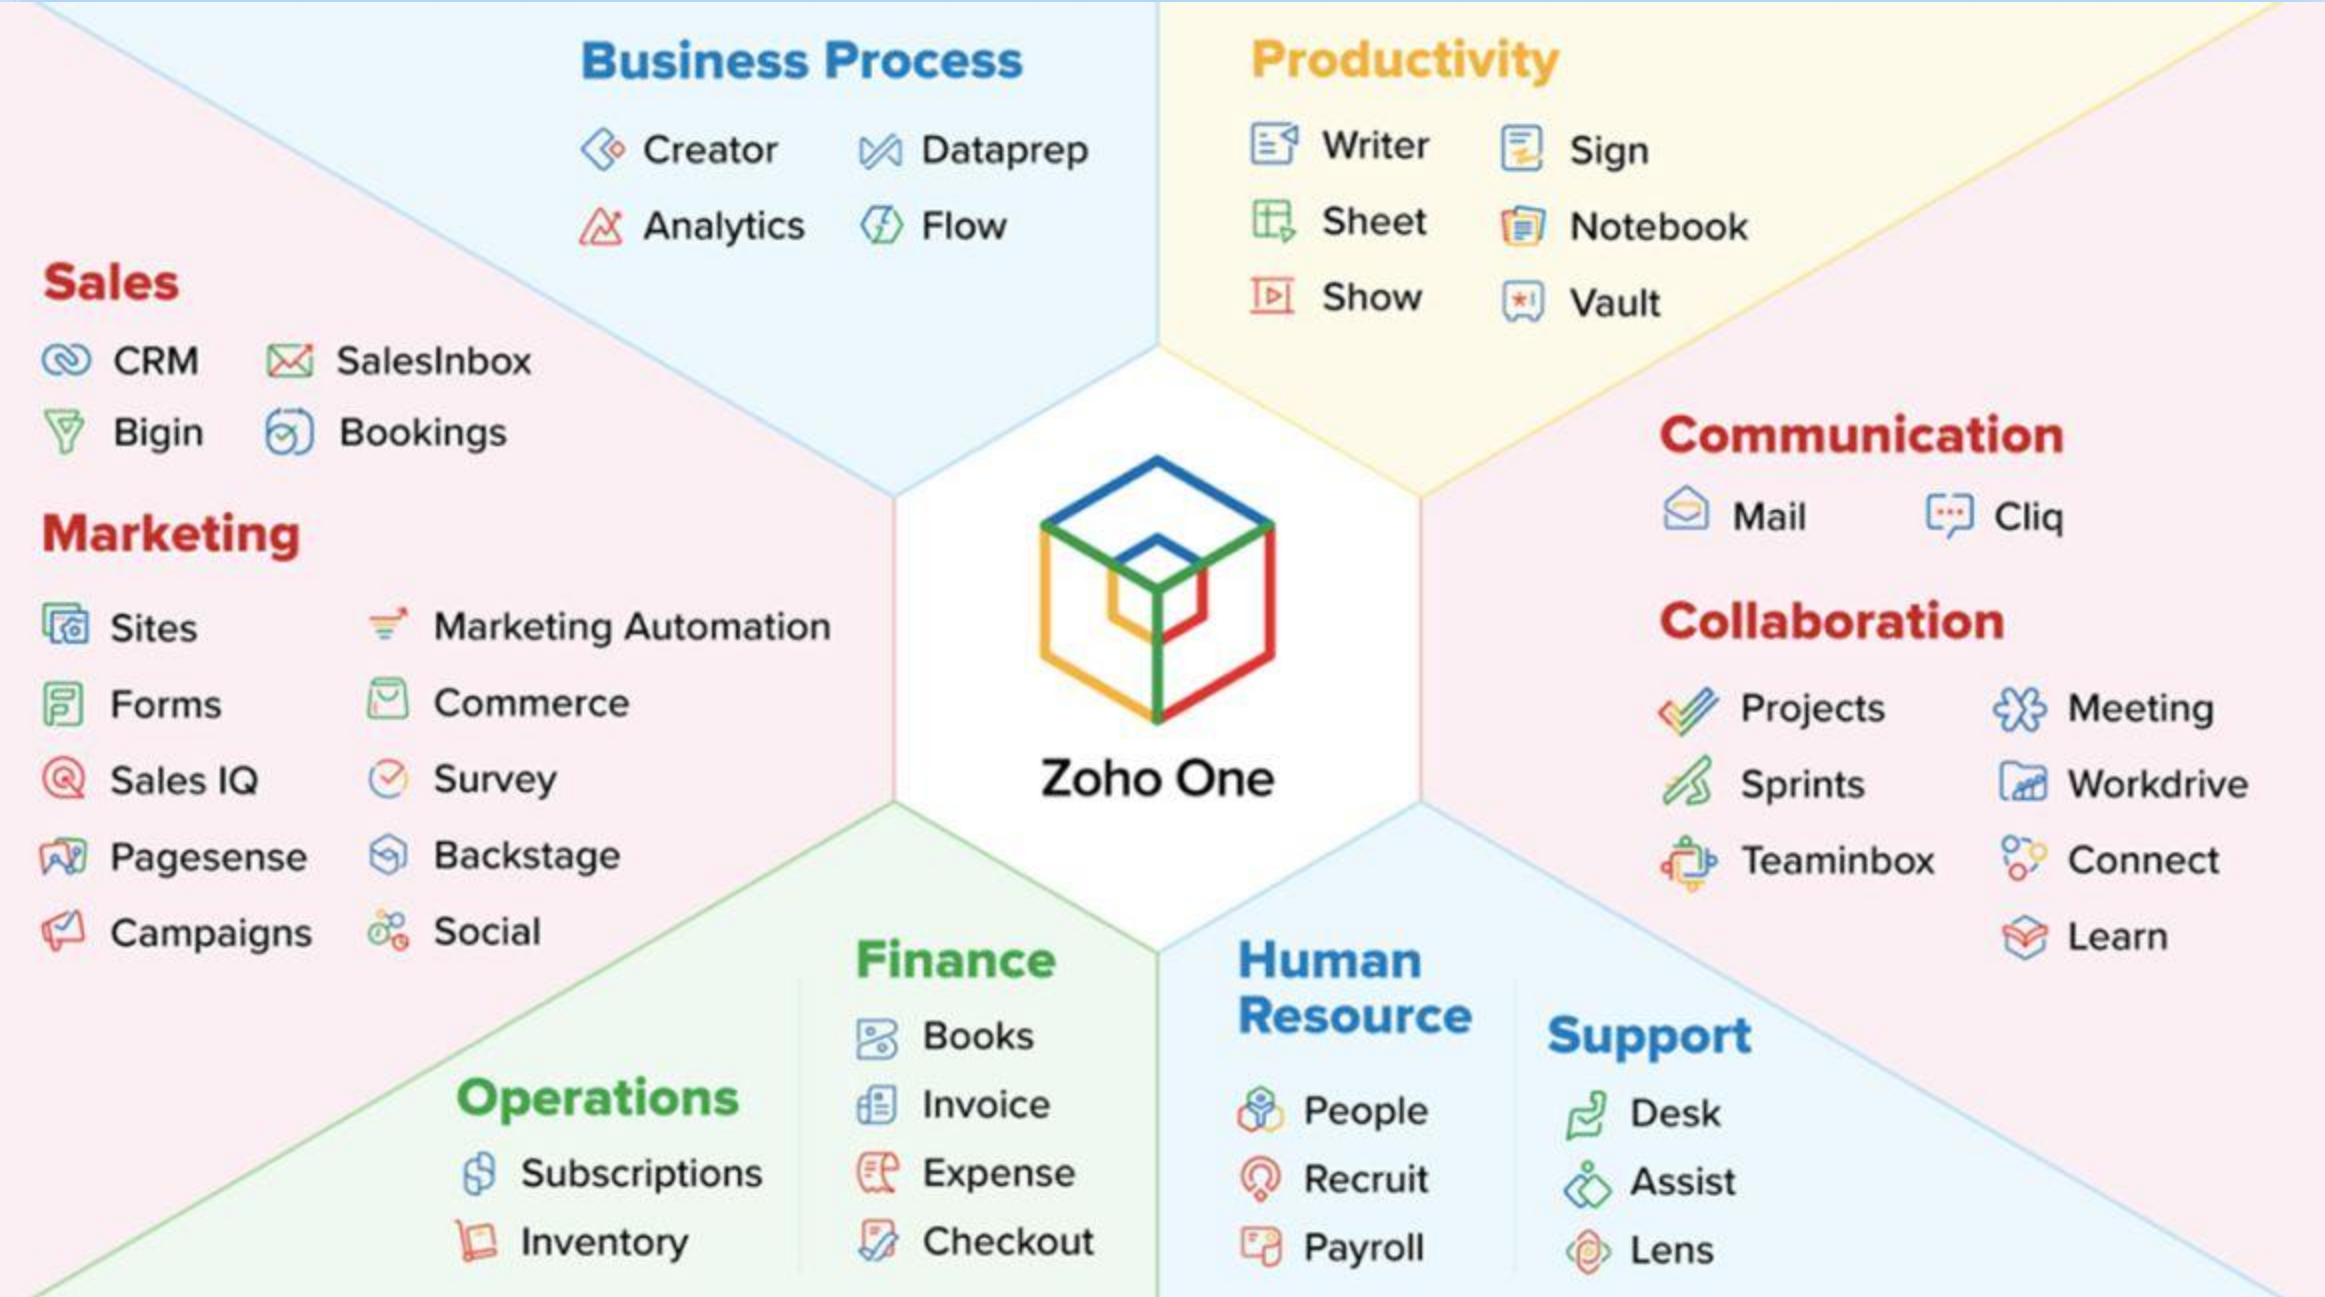 Business Process
Creator
Dataprep
Analytics
Flow
Productivity
Writer
Sign
Sheet
Notebook
Show
Vault
Sales
CRM
SalesInbox
Bigin
Bookings
Marketing
Sites
Marketing Automation
Forms
Commerce
Sales IQ
Survey
Pagesense
Backstage
Campaigns
Social
Zoho One
Communication
Mail
Cliq
Collaboration
Projects
Meeting
Sprints
Workdrive
Teaminbox
Connect
Learn
Operations
Subscriptions
Inventory
Finance
Books
Invoice
Expense
Checkout
Human
Resource
People
Recruit
Payroll
Support
Desk
Assist
Lens